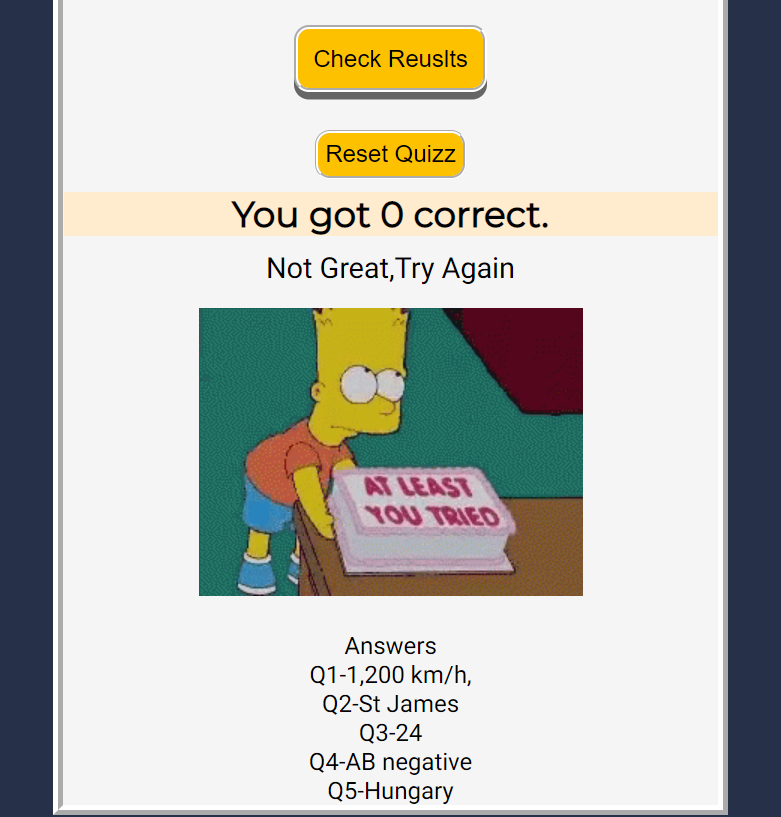 Check Reuslts
Reset Quizz
You got 0 correct.
Not Great,Try Again
AT LEAST
YOU TRIED
Answers
Q1-1,200 km/h,
Q2-St James
Q3-24
Q4-AB negative
Q5-Hungary